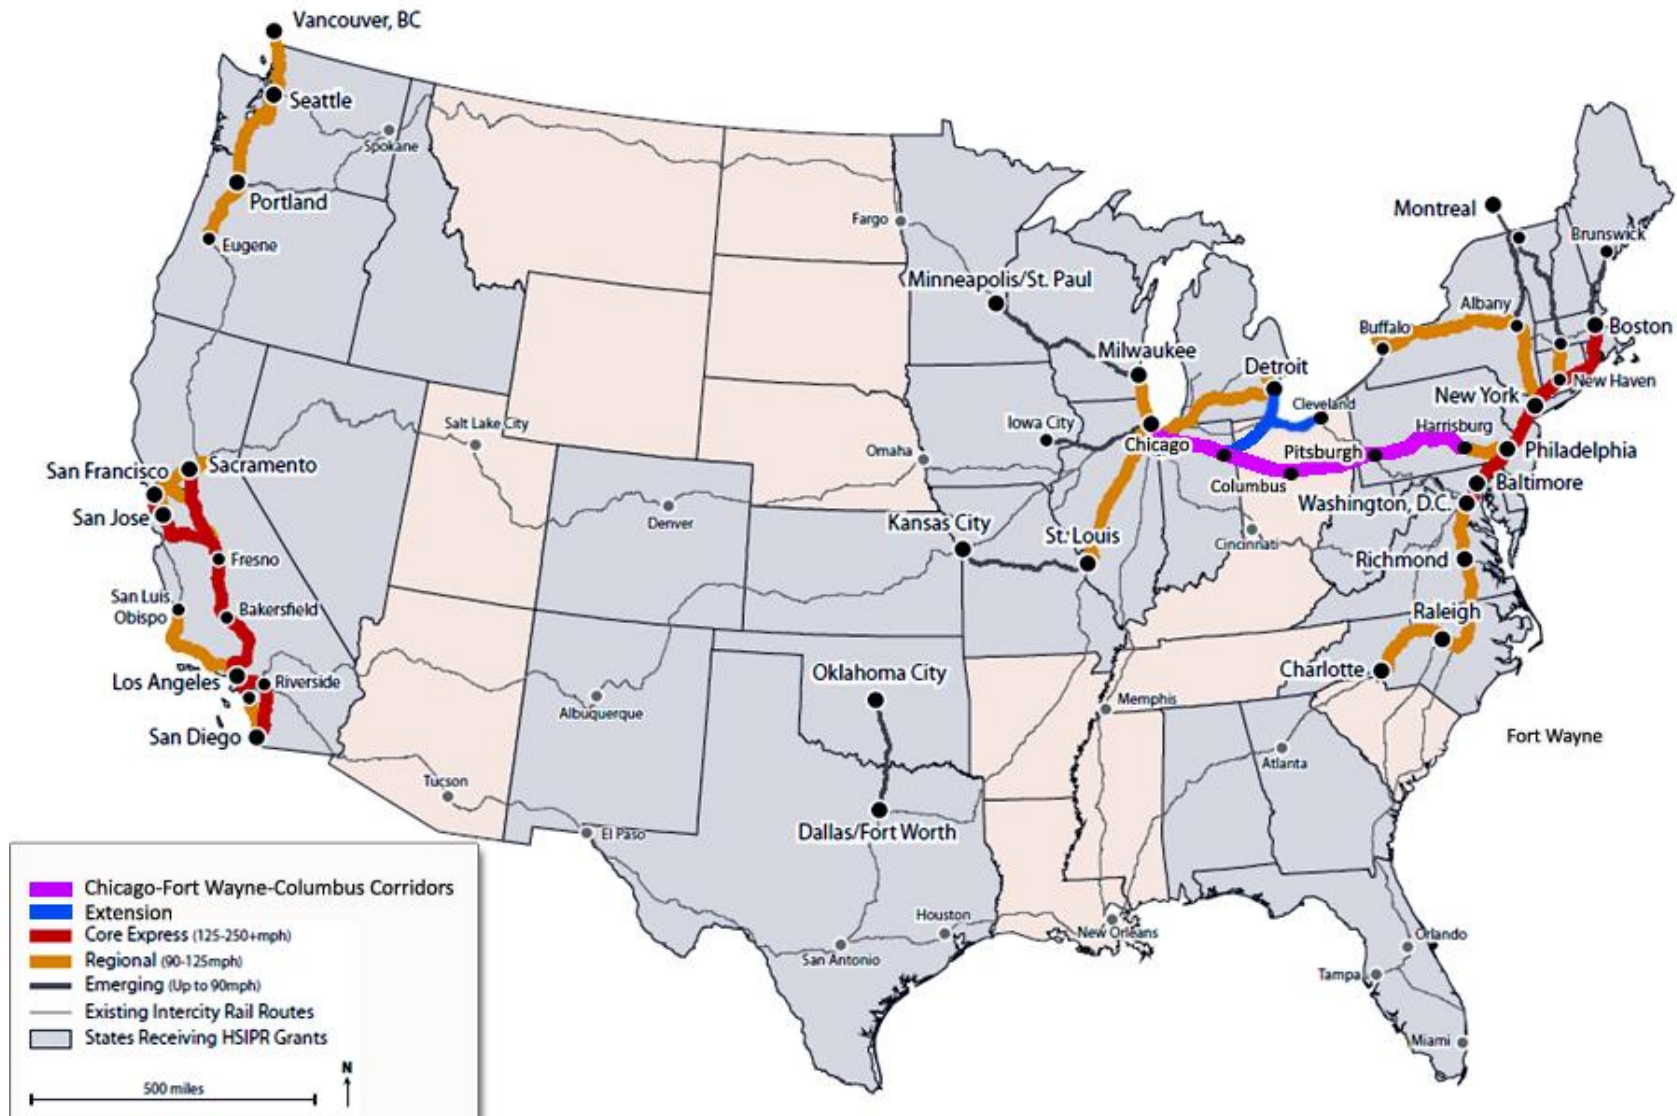 Vancouver, BC
Seattle
Spokane
Portland
Eugene
Fargo
Minneapolis/St. Paul
Montreal
Brunswick
Albany
Buffalo
Boston
Milwaukee
Detroit
New Haven
New York
Cleveland
Harrisburg
Salt Lake City
Iowa City
Omaha
Chicago
Pitsburgh
Philadelphia
San Francisco
Sacramento
Columbus
Baltimore
San Jose
Denver
Kansas City
St. Louis
Washington, D.C.
Cincinnati
Fresno
Richmond
San Luis
Obispo
Bakersfield
Raleigh
Los Angeles
Riverside
Oklahoma City
Charlotte
Albuquerque
Memphis
San Diego
Fort Wayne
Atlanta
Tucson
El Paso
Dallas/Fort Worth
Houston
New Orleans
San Antonio
Orlando
Tampa
Miami
Chicago-Fort Wayne-Columbus Corridors
Extension
Core Express (125-250+mph)
Regional (90-125mph)
Emerging (Up to 90mph)
Existing Intercity Rail Routes
States Receiving HSIPR Grants
N
500 miles